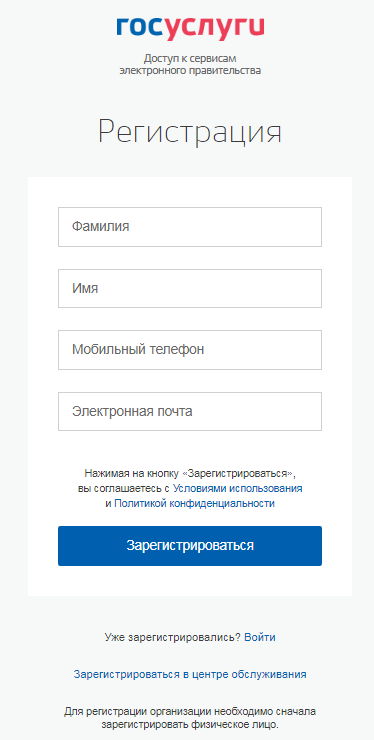 госуслуги
Доступ к сервисам
электронного правительства
Регистрация
Фамилия
Имя
Мобильный телефон
Электронная почта
Нажимая на кнопку «Зарегистрироваться»,
вы соглашаетесь с Условиями использования
и Политикой конфиденциальности
Зарегистрироваться
Уже зарегистрировались? Войти
Зарегистрироваться в центре обслуживания
Для регистрации организации необходимо сначала
зарегистрировать физическое лицо.